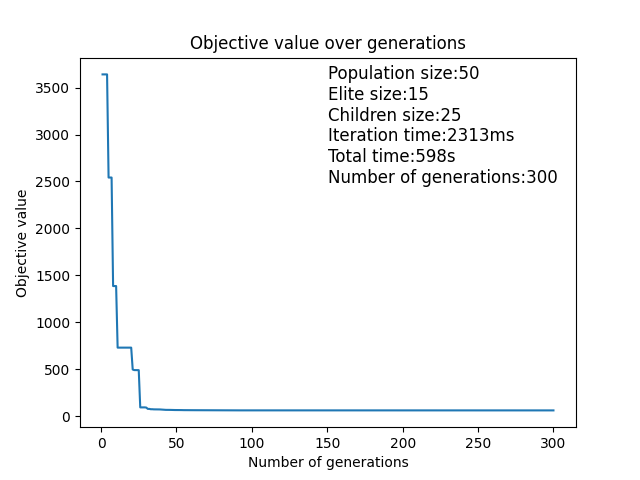 Objective value over generations
Population size:50
Elite size:15
Children size:25
Iteration time:2313ms
Total time:598s
Number of generations:300
Objective value
3500
3000
2500
2000
1500
1000
500
0
0 50 100 150 200 250 300
Number of generations